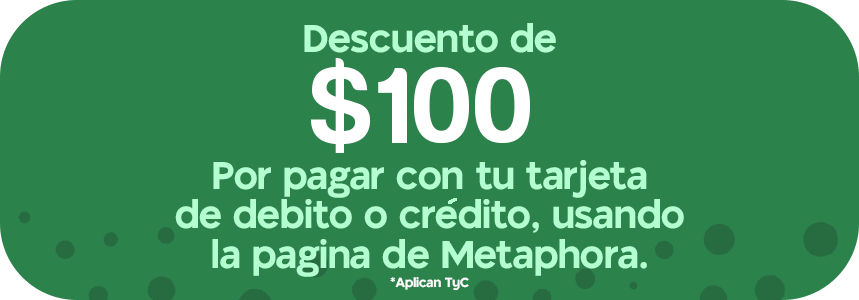 Descuento de
$100
Por pagar con tu tarjeta
de debito o crédito, usando
la pagina de Metaphora.
*Aplican TyC